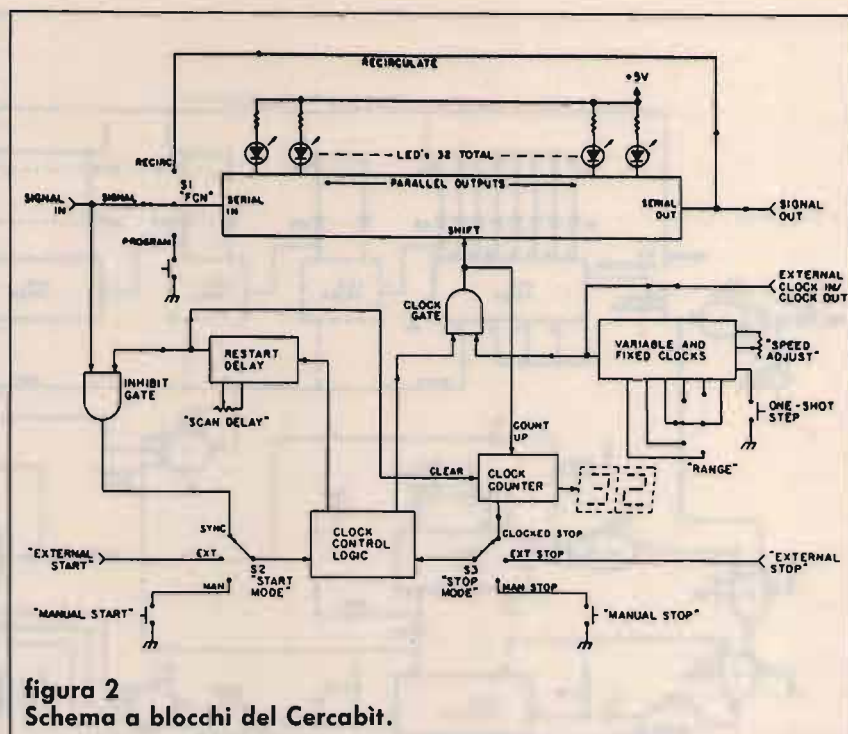 RECIRCULATE
+5V
LED's 32 TOTAL
RECIRC
PARALLEL OUTPUTS
SIGNAL IN
SIGNAL
S1 "FCN"
SERIAL IN
SERIAL OUT
SIGNAL OUT
SHIFT
PROGRAM
EXTERNAL
CLOCK IN/
CLOCK OUT
CLOCK
GATE
VARIABLE AND
FIXED CLOCKS
"SPEED
ADJUST"
RESTART
DELAY
INHIBIT
GATE
"SCAN DELAY"
ONE-SHOT
STEP
COUNT
UP
"RANGE"
CLEAR
CLOCK
COUNTER
32
SYNC
CLOCK
CONTROL
LOGIC
CLOCKED STOP
"EXTERNAL
START"
EXT
S2
"START
MODE"
S3
"STOP
MODE"
EXT STOP
"EXTERNAL
STOP"
MAN
MAN STOP
"MANUAL START"
"MANUAL STOP"
figura 2
Schema a blocchi del Cercabìt.